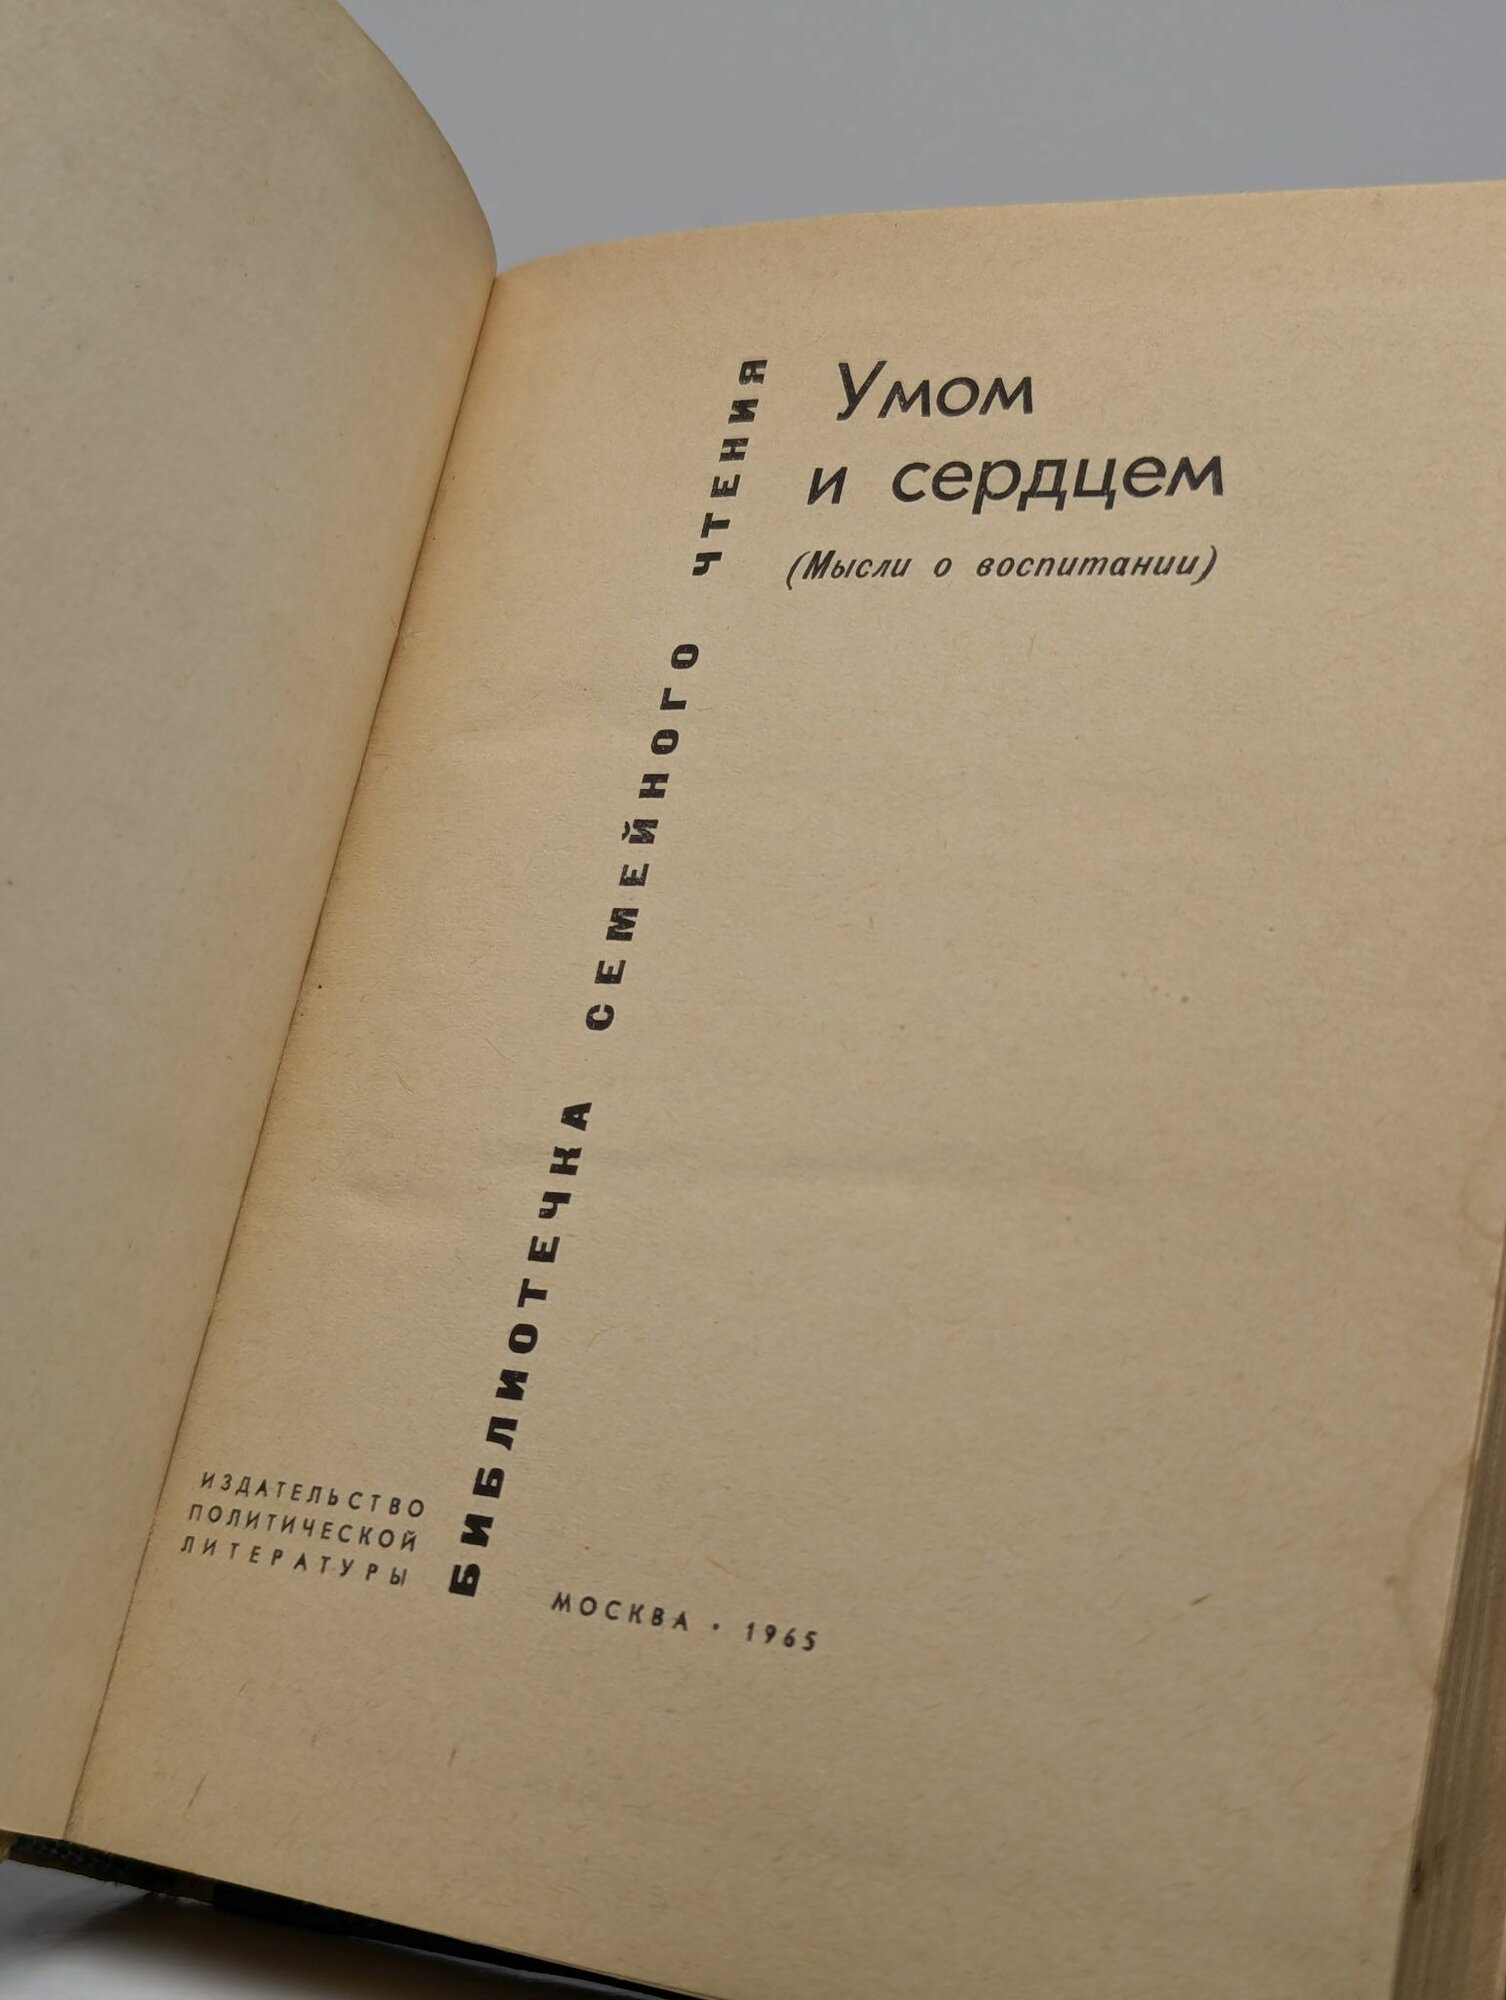 Умом
и сердцем
(Мысли о воспитании)
БИБЛИОТЕЧКА СЕМЕЙНОГО ЧТЕНИЯ
ИЗДАТЕЛЬСТВО
ПОЛИТИЧЕСКОЙ
ЛИТЕРАТУРЫ
МОСКВА · 1965